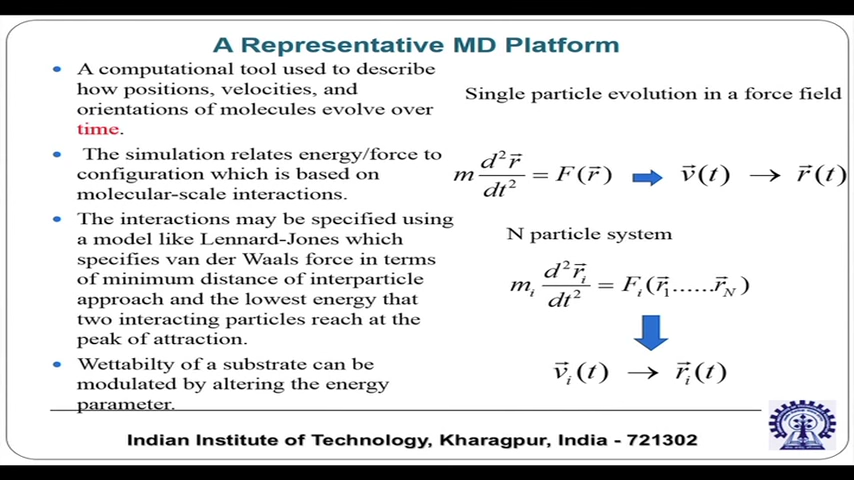 A Representative MD Platform
• A computational tool used to describe
how positions, velocities, and
orientations of molecules evolve over
time.
• The simulation relates energy/force to
configuration which is based on
molecular-scale interactions.
• The interactions may be specified using
a model like Lennard-Jones which
specifies van der Waals force in terms
of minimum distance of interparticle
approach and the lowest energy that
two interacting particles reach at the
peak of attraction.
• Wettabilty of a substrate can be
modulated by altering the energy
parameter.
Single particle evolution in a force field
m d²r⃗/dt² = F(r⃗) ➡ v⃗(t) → r⃗(t)
N particle system
mᵢ d²r⃗ᵢ/dt² = Fᵢ(r⃗₁......r⃗_N)
v⃗ᵢ(t) → r⃗ᵢ(t)
Indian Institute of Technology, Kharagpur, India - 721302